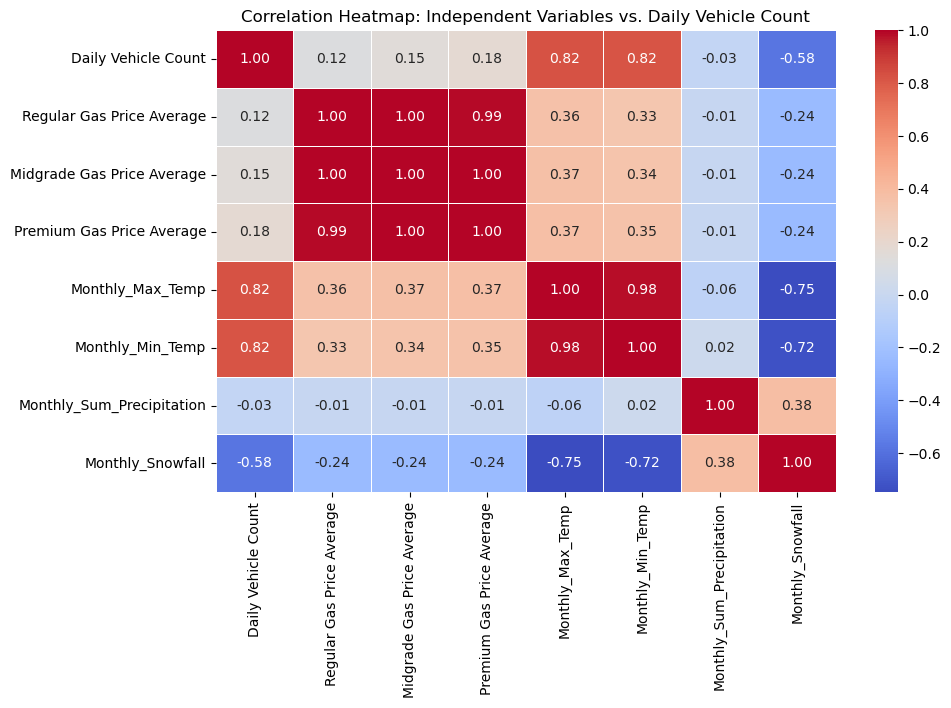 Correlation Heatmap: Independent Variables vs. Daily Vehicle Count
Daily Vehicle Count 1.00 0.12 0.15 0.18 0.82 0.82 -0.03 -0.58
Regular Gas Price Average 0.12 1.00 1.00 0.99 0.36 0.33 -0.01 -0.24
Midgrade Gas Price Average 0.15 1.00 1.00 1.00 0.37 0.34 -0.01 -0.24
Premium Gas Price Average 0.18 0.99 1.00 1.00 0.37 0.35 -0.01 -0.24
Monthly_Max_Temp 0.82 0.36 0.37 0.37 1.00 0.98 -0.06 -0.75
Monthly_Min_Temp 0.82 0.33 0.34 0.35 0.98 1.00 0.02 -0.72
Monthly_Sum_Precipitation -0.03 -0.01 -0.01 -0.01 -0.06 0.02 1.00 0.38
Monthly_Snowfall -0.58 -0.24 -0.24 -0.24 -0.75 -0.72 0.38 1.00
Daily Vehicle Count
Regular Gas Price Average
Midgrade Gas Price Average
Premium Gas Price Average
Monthly_Max_Temp
Monthly_Min_Temp
Monthly_Sum_Precipitation
Monthly_Snowfall
1.0
0.8
0.6
0.4
0.2
0.0
−0.2
−0.4
−0.6